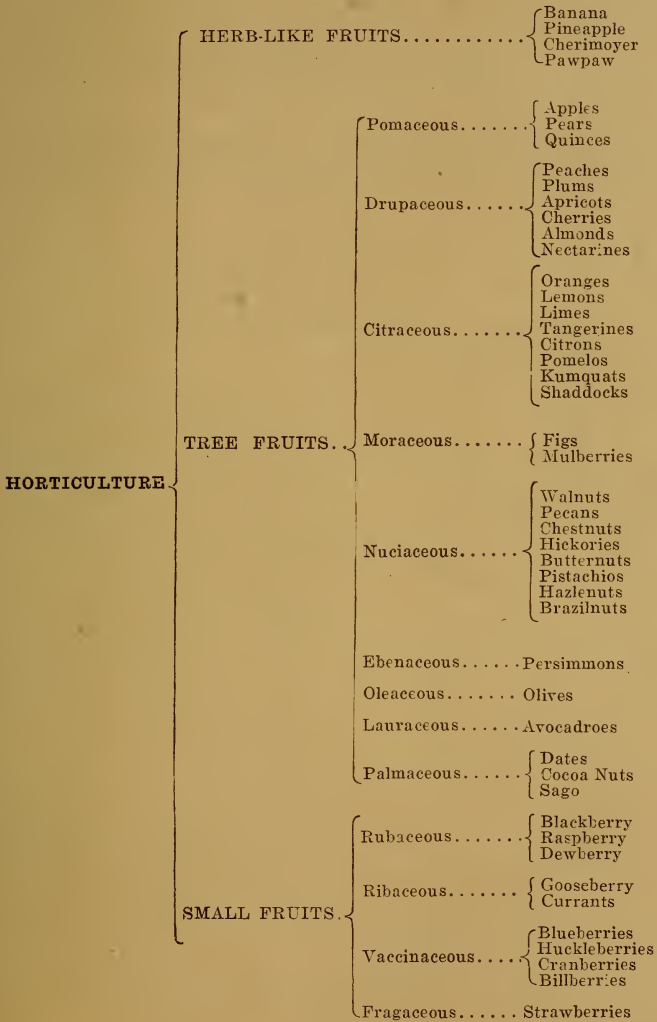 HERB-LIKE FRUITS............
Banana
Pineapple
Cherimoyer
Pawpaw
Pomaceous.......
Apples
Pears
Quinces
Drupaceous......
Peaches
Plums
Apricots
Cherries
Almonds
Nectarines
Citraceous.......
Oranges
Lemons
Limes
Tangerines
Citrons
Pomelos
Kumquats
Shaddocks
HORTICULTURE
TREE FRUITS..
Moraceous.......
Figs
Mulberries
Nuciaceous......
Walnuts
Pecans
Chestnuts
Hickories
Butternuts
Pistachios
Hazlenuts
Brazilnuts
Ebenaceous......Persimmons
Oleaceous.......Olives
Lauraceous......Avocadroes
Palmaceous......
Dates
Cocoa Nuts
Sago
SMALL FRUITS.
Rubaceous.......
Blackberry
Raspberry
Dewberry
Ribaceous.......
Gooseberry
Currants
Vaccinaceous....
Blueberries
Huckleberries
Cranberries
Billberries
Fragaceous......Strawberries